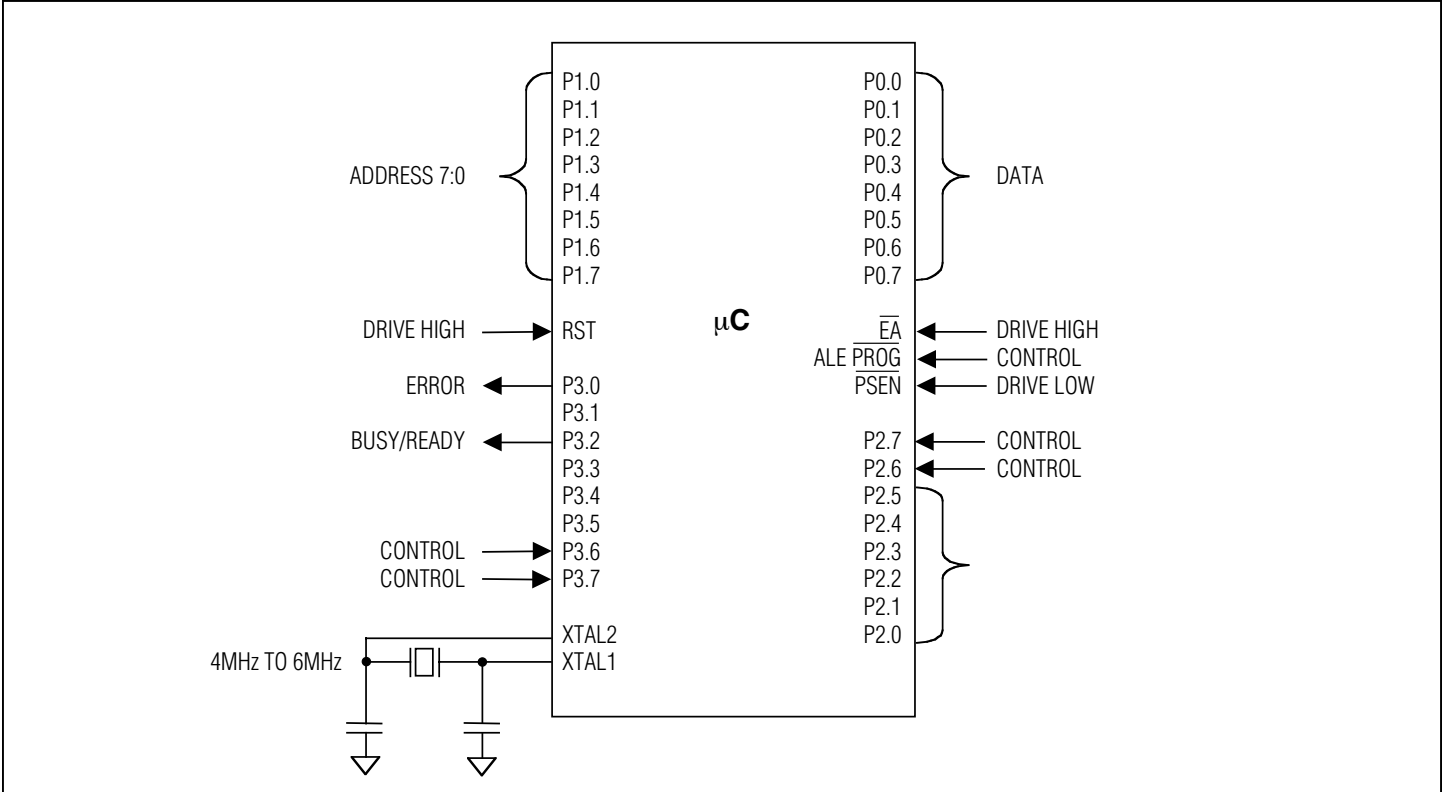 P1.0
P1.1
P1.2
P1.3
P1.4
P1.5
P1.6
P1.7
ADDRESS 7:0
P0.0
P0.1
P0.2
P0.3
P0.4
P0.5
P0.6
P0.7
DATA
μC
DRIVE HIGH
RST
ERROR
P3.0
P3.1
BUSY/READY
P3.2
P3.3
P3.4
P3.5
CONTROL
P3.6
CONTROL
P3.7
XTAL2
4MHz TO 6MHz
XTAL1
EA
DRIVE HIGH
ALE PROG
CONTROL
PSEN
DRIVE LOW
P2.7
CONTROL
P2.6
CONTROL
P2.5
P2.4
P2.3
P2.2
P2.1
P2.0